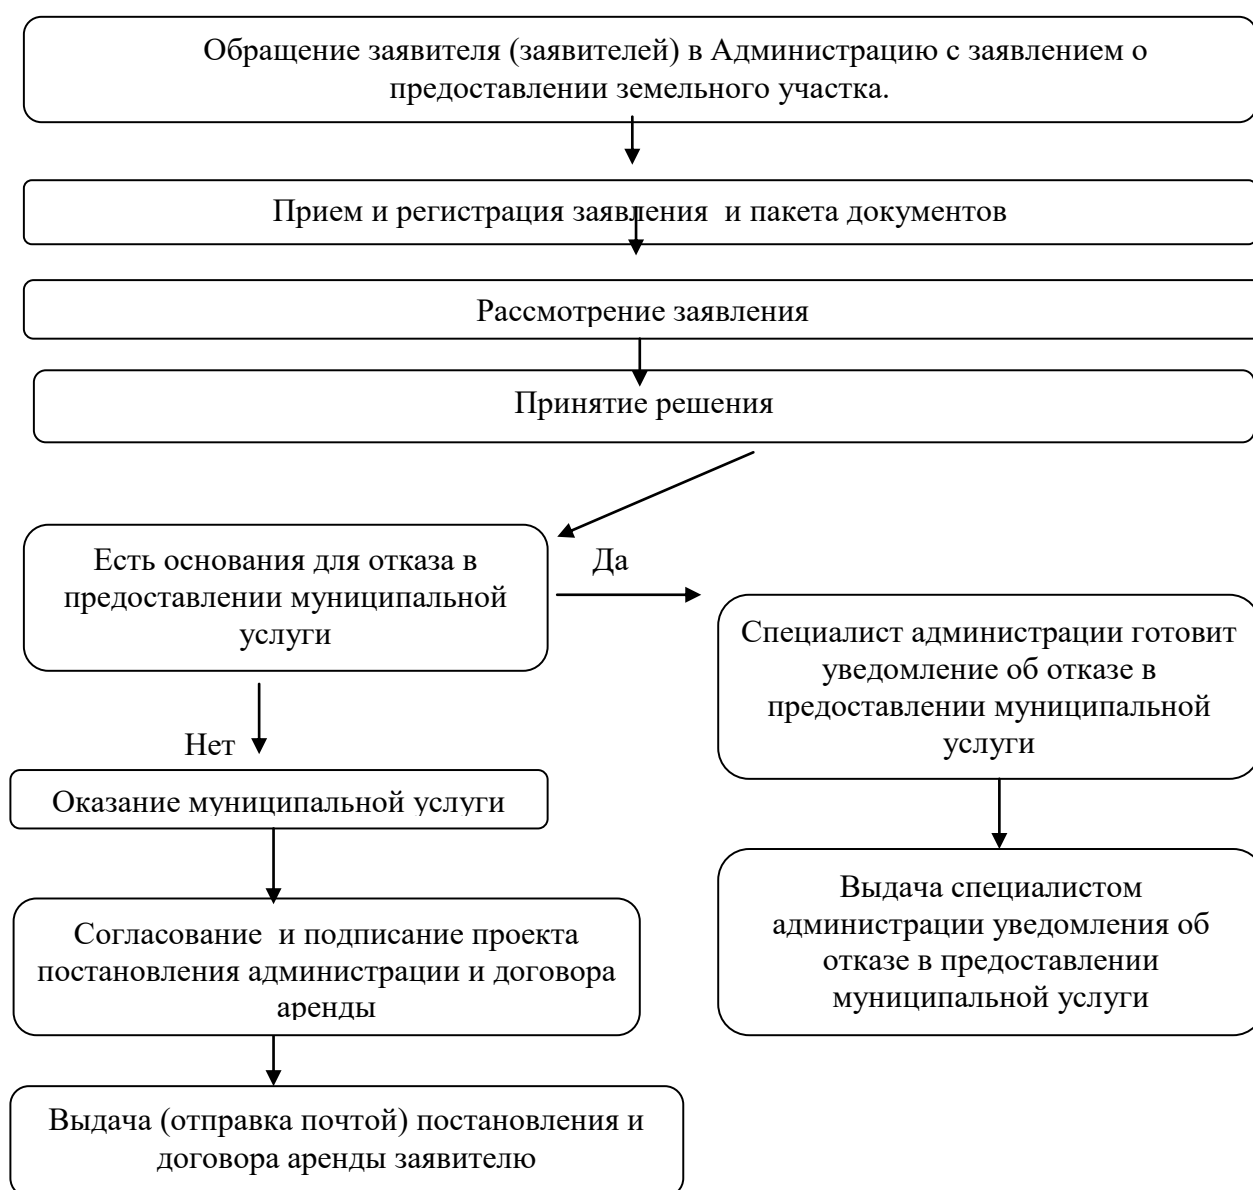 Обращение заявителя (заявителей) в Администрацию с заявлением о
предоставлении земельного участка.
Прием и регистрация заявления  и пакета документов
Рассмотрение заявления
Принятие решения
Есть основания для отказа в
предоставлении муниципальной
услуги
Да
Специалист администрации готовит
уведомление об отказе в
предоставлении муниципальной
услуги
Нет
Оказание муниципальной услуги
Согласование  и подписание проекта
постановления администрации и договора
аренды
Выдача специалистом
администрации уведомления об
отказе в предоставлении
муниципальной услуги
Выдача (отправка почтой) постановления и
договора аренды заявителю